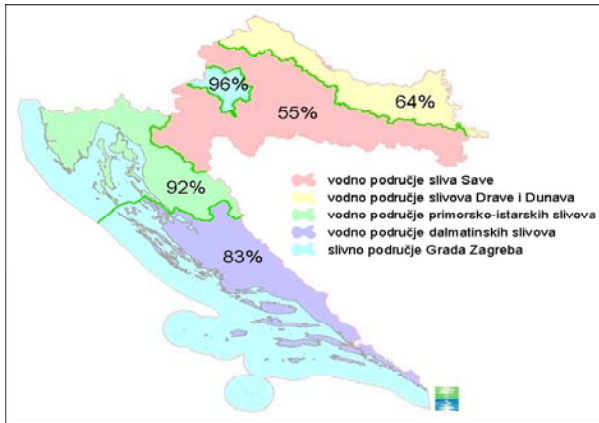 96%
64%
55%
92%
83%
vodno područje sliva Save
vodno područje slivova Drave i Dunava
vodno područje primorsko-istarskih slivova
vodno područje dalmatinskih slivova
slivno područje Grada Zagreba